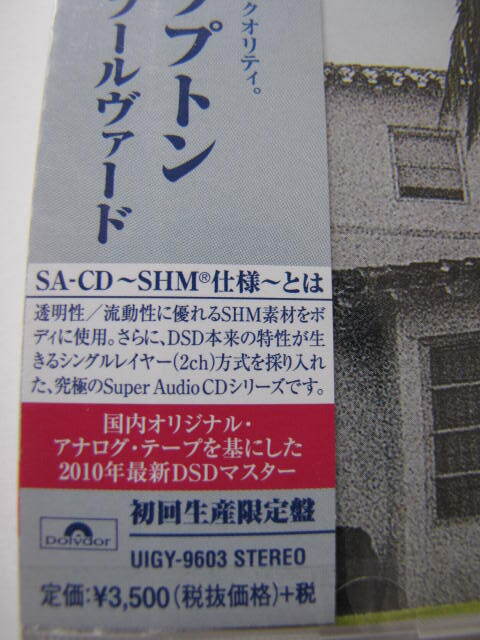 クオリティ。
プトン
ールヴァード
SA-CD ~SHM®仕様~とは
透明性/流動性に優れるSHM素材をボ
ディに使用。さらに、DSD本来の特性が生
きるシングルレイヤー(2ch)方式を採り入れ
た、究極のSuper Audio CDシリーズです。
国内オリジナル・
アナログ・テープを基にした
2010年最新DSDマスター
polydor
初回生産限定盤
UIGY-9603 STEREO
定価:¥3,500(税抜価格)+税